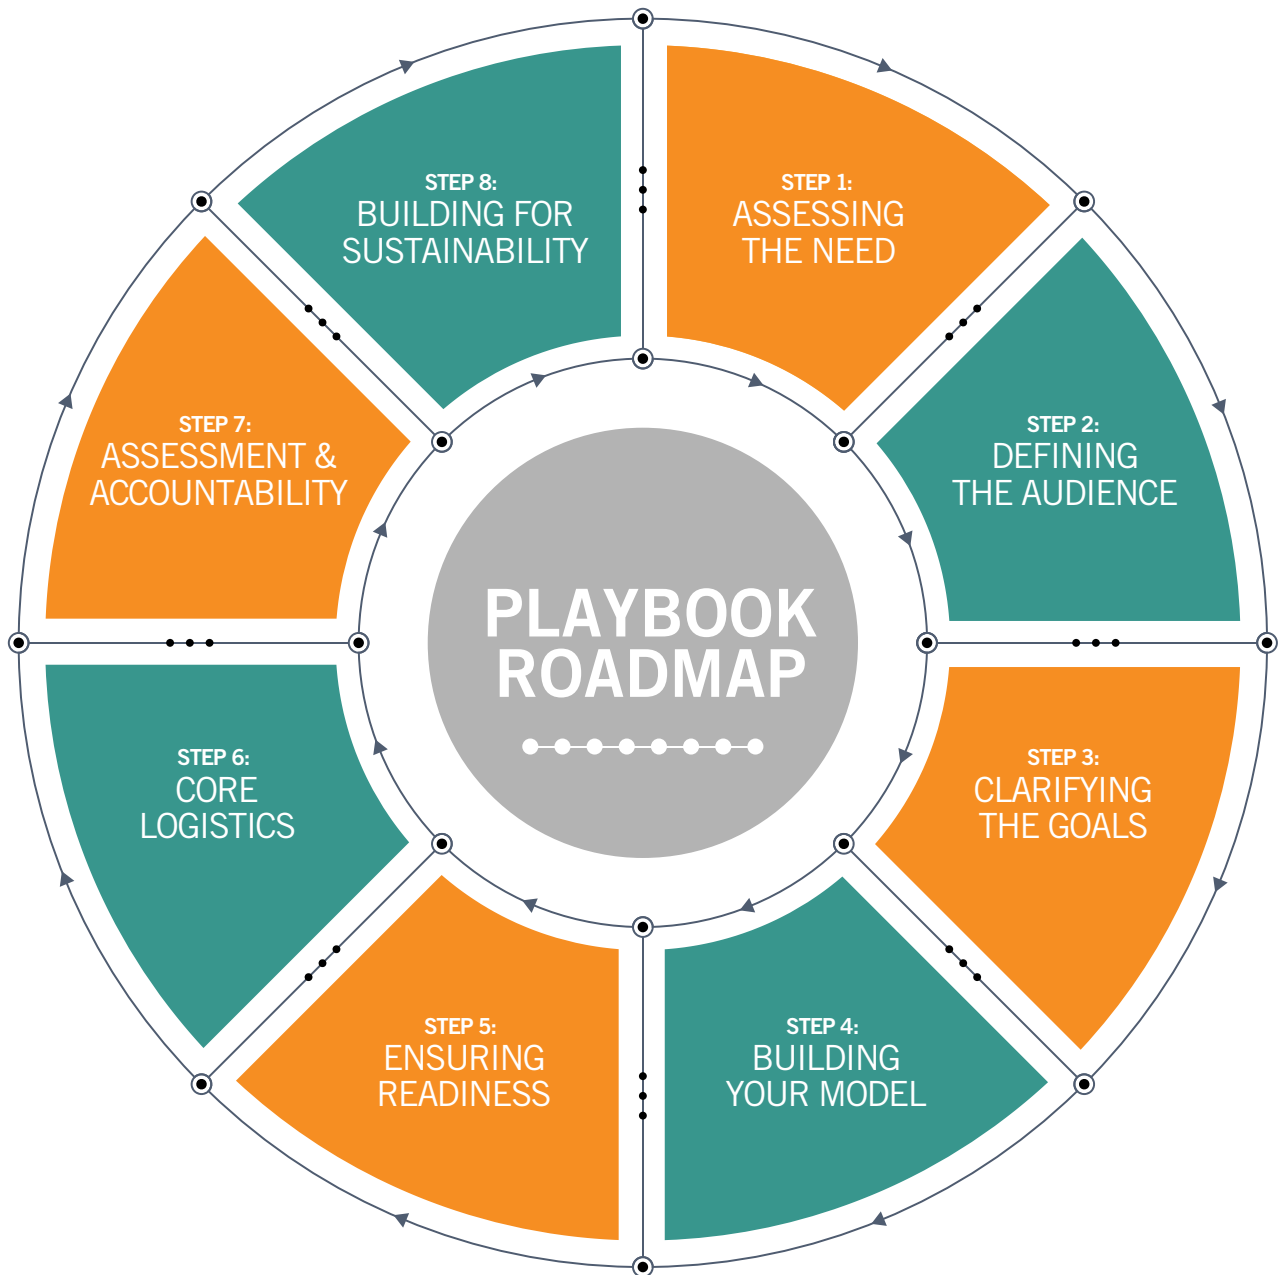 PLAYBOOK
ROADMAP
STEP 1:
ASSESSING
THE NEED
STEP 2:
DEFINING
THE AUDIENCE
STEP 3:
CLARIFYING
THE GOALS
STEP 4:
BUILDING
YOUR MODEL
STEP 5:
ENSURING
READINESS
STEP 6:
CORE
LOGISTICS
STEP 7:
ASSESSMENT &
ACCOUNTABILITY
STEP 8:
BUILDING FOR
SUSTAINABILITY